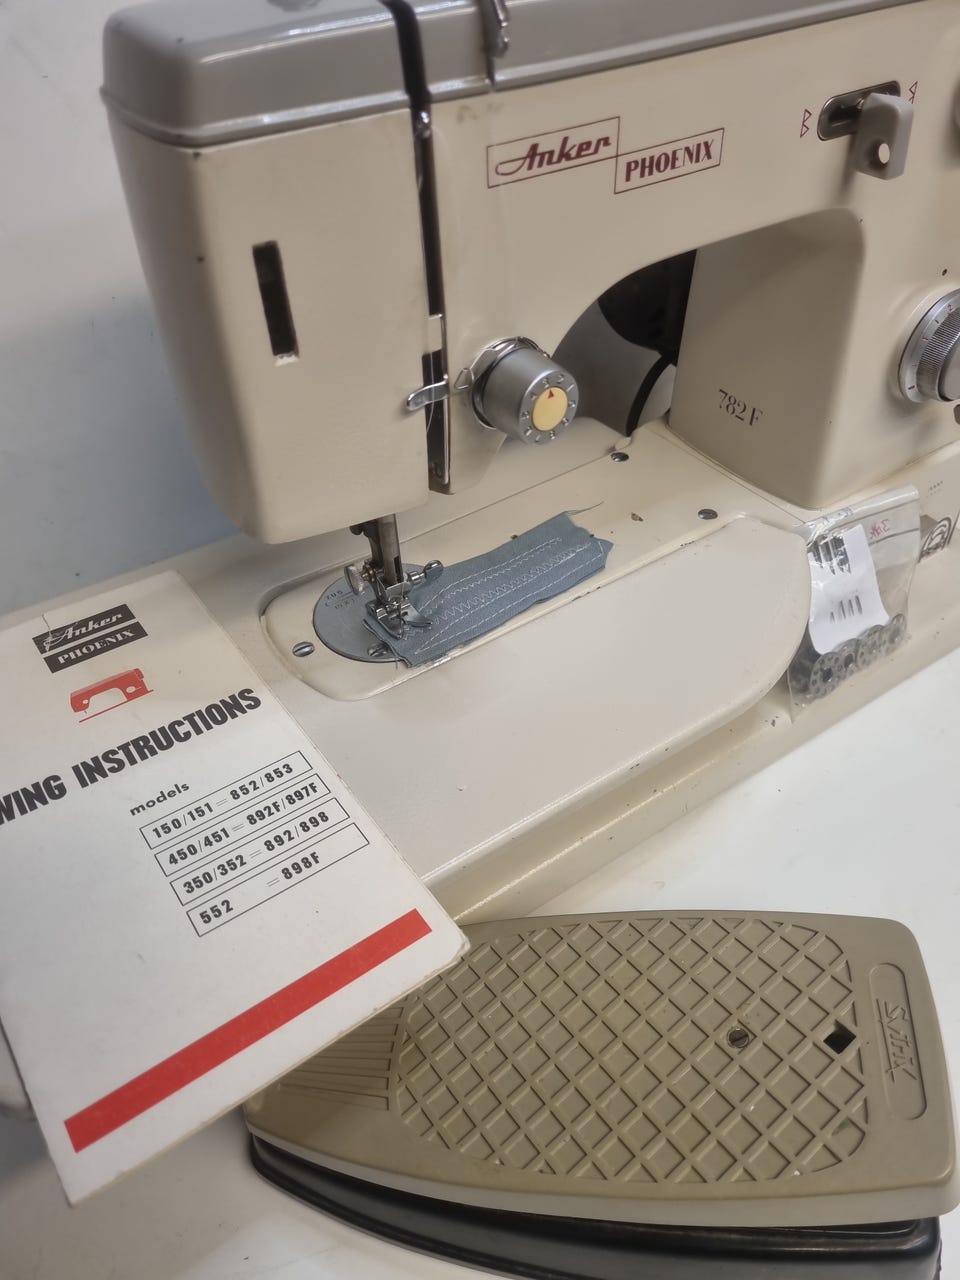 Anker
PHOENIX
782F
Anker
PHOENIX
WING INSTRUCTIONS
models
150/151 = 852/853
450/451 = 892F/897F
350/352 = 892/898
552 = 898F